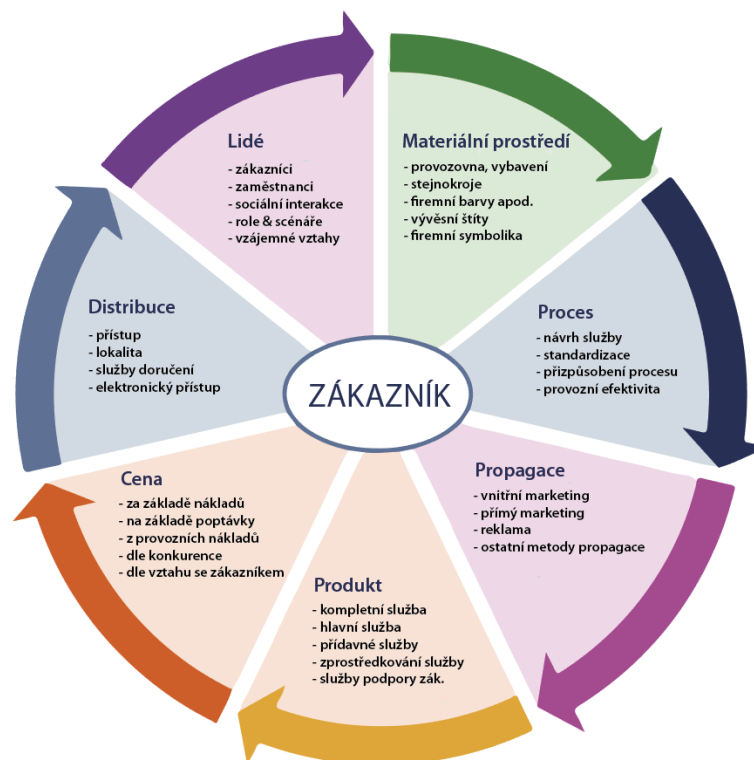 Lidé
- zákazníci
- zaměstnanci
- sociální interakce
- role & scénáře
- vzájemné vztahy
Materiální prostředí
- provozovna, vybavení
- stejnokroje
- firemní barvy apod.
- vývěsní štíty
- firemní symbolika
Distribuce
- přístup
- lokalita
- služby doručení
- elektronický přístup
Proces
- návrh služby
- standardizace
- přizpůsobení procesu
- provozní efektivita
ZÁKAZNÍK
Cena
- za základě nákladů
- na základě poptávky
- z provozních nákladů
- dle konkurence
- dle vztahu se zákazníkem
Propagace
- vnitřní marketing
- přímý marketing
- reklama
- ostatní metody propagace
Produkt
- kompletní služba
- hlavní služba
- přídavné služby
- zprostředkování služby
- služby podpory zák.